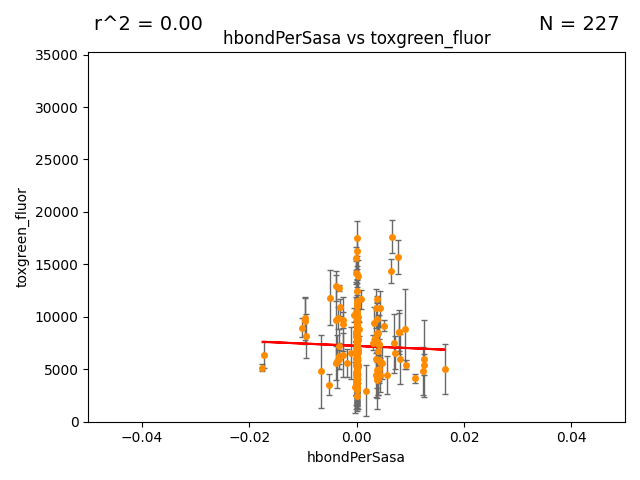 r^2 = 0.00
N = 227
hbondPerSasa vs toxgreen_fluor
35000
30000
25000
20000
15000
10000
5000
0
toxgreen_fluor
−0.04
−0.02
0.00
0.02
0.04
hbondPerSasa